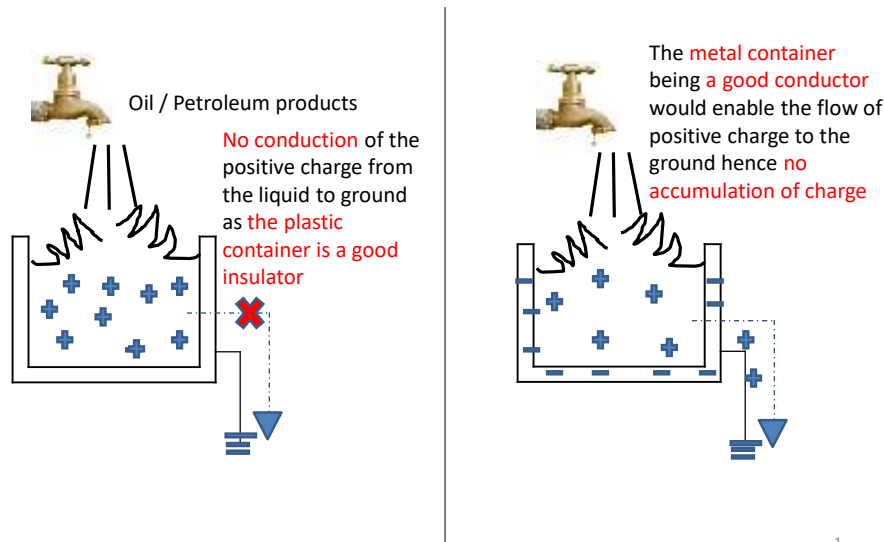 Oil / Petroleum products
No conduction of the
positive charge from
the liquid to ground
as the plastic
container is a good
insulator
The metal container
being a good conductor
would enable the flow of
positive charge to the
ground hence no
accumulation of charge
1